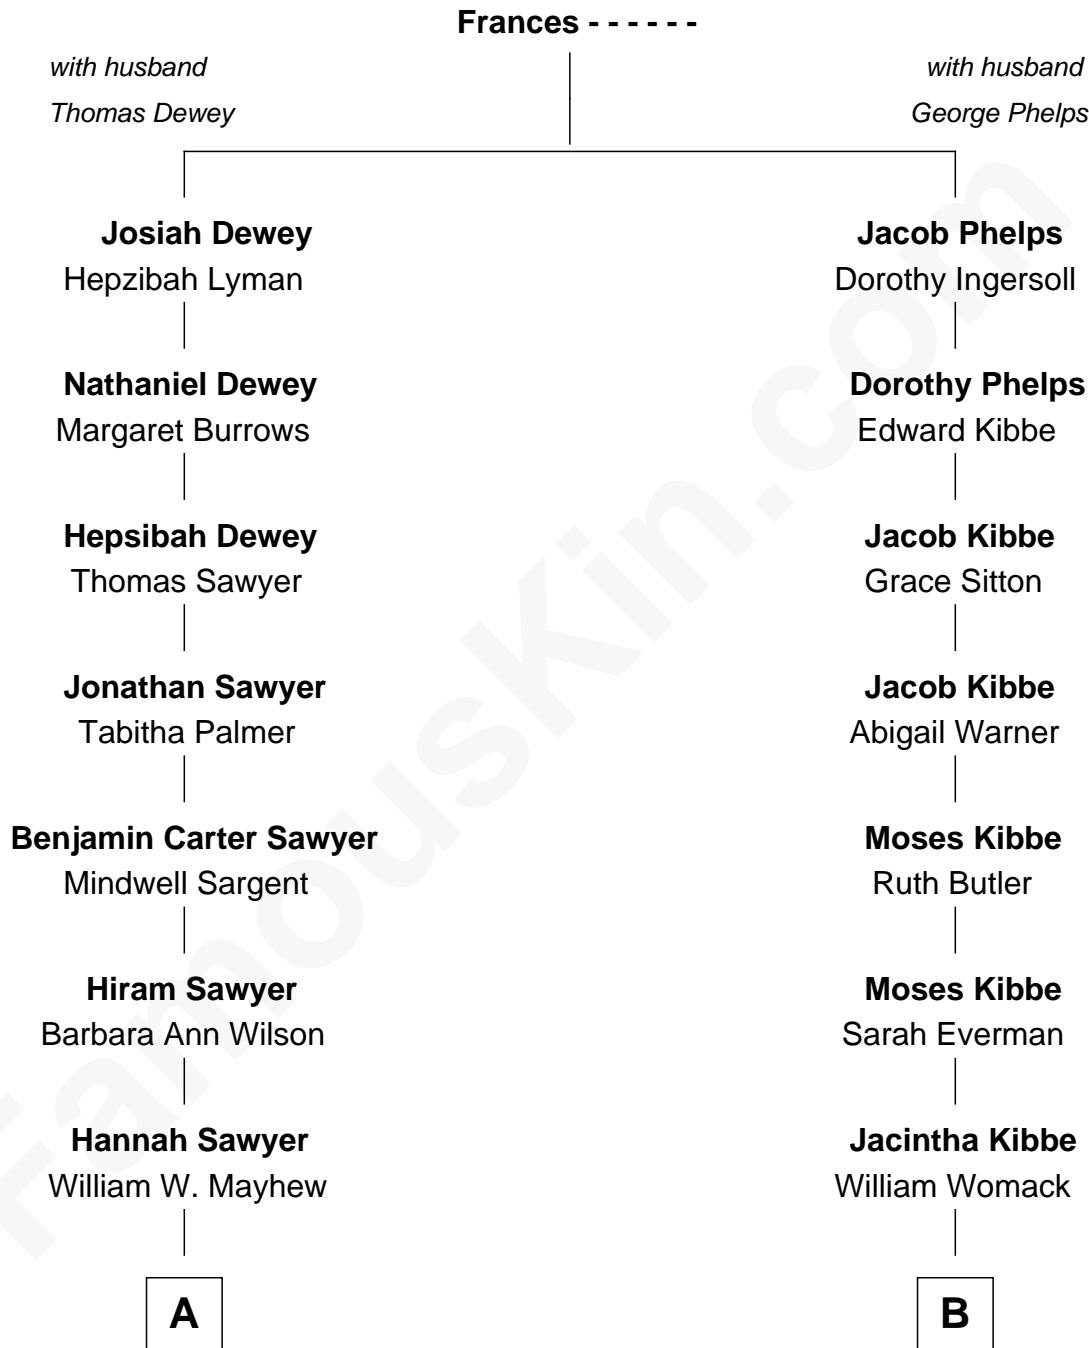 Frances - - - - - -
with husband
Thomas Dewey
with husband
George Phelps
Josiah Dewey
Hepzibah Lyman
Jacob Phelps
Dorothy Ingersoll
Nathaniel Dewey
Margaret Burrows
Dorothy Phelps
Edward Kibbe
Hepsibah Dewey
Thomas Sawyer
Jacob Kibbe
Grace Sitton
Jonathan Sawyer
Tabitha Palmer
Jacob Kibbe
Abigail Warner
Benjamin Carter Sawyer
Mindwell Sargent
Moses Kibbe
Ruth Butler
Hiram Sawyer
Barbara Ann Wilson
Moses Kibbe
Sarah Everman
Hannah Sawyer
William W. Mayhew
Jacintha Kibbe
William Womack
A
B
FamousKin.com